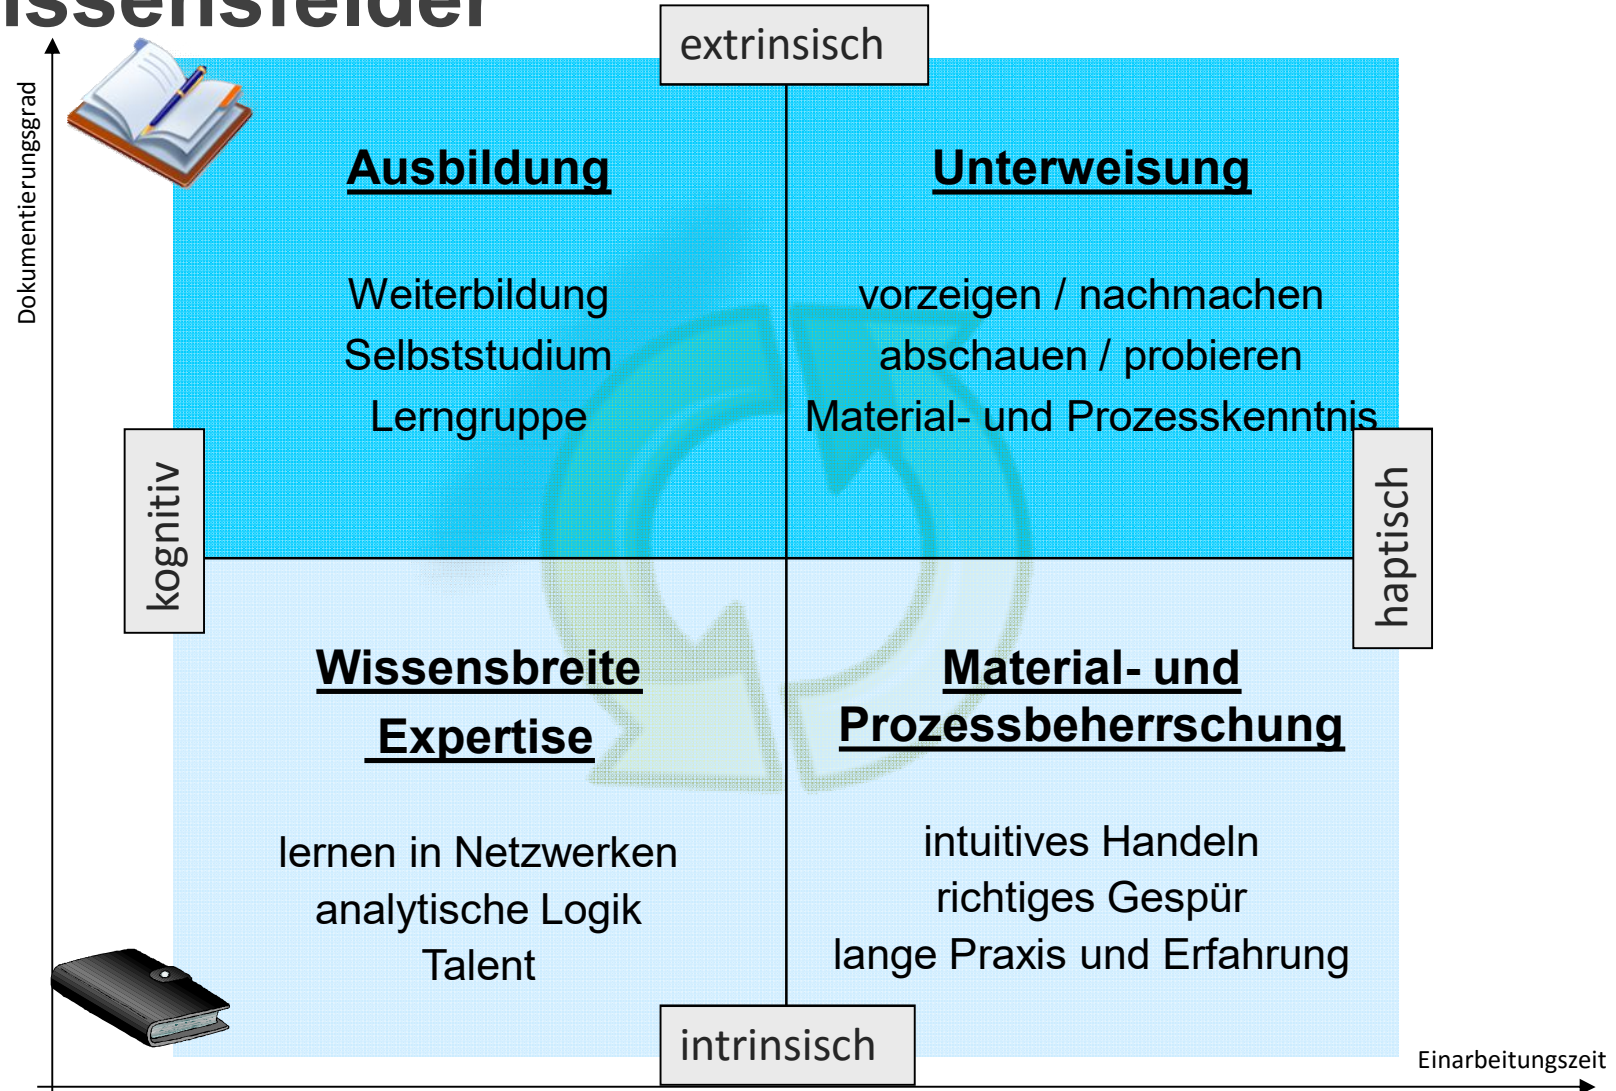 issensfelder
extrinsisch
Dokumentierungsgrad
Ausbildung
Weiterbildung
Selbststudium
Lerngruppe
Unterweisung
vorzeigen / nachmachen
abschauen / probieren
Material- und Prozesskenntnis
kognitiv
haptisch
Wissensbreite
Expertise
lernen in Netzwerken
analytische Logik
Talent
Material- und
Prozessbeherrschung
intuitives Handeln
richtiges Gespür
lange Praxis und Erfahrung
intrinsisch
Einarbeitungszeit